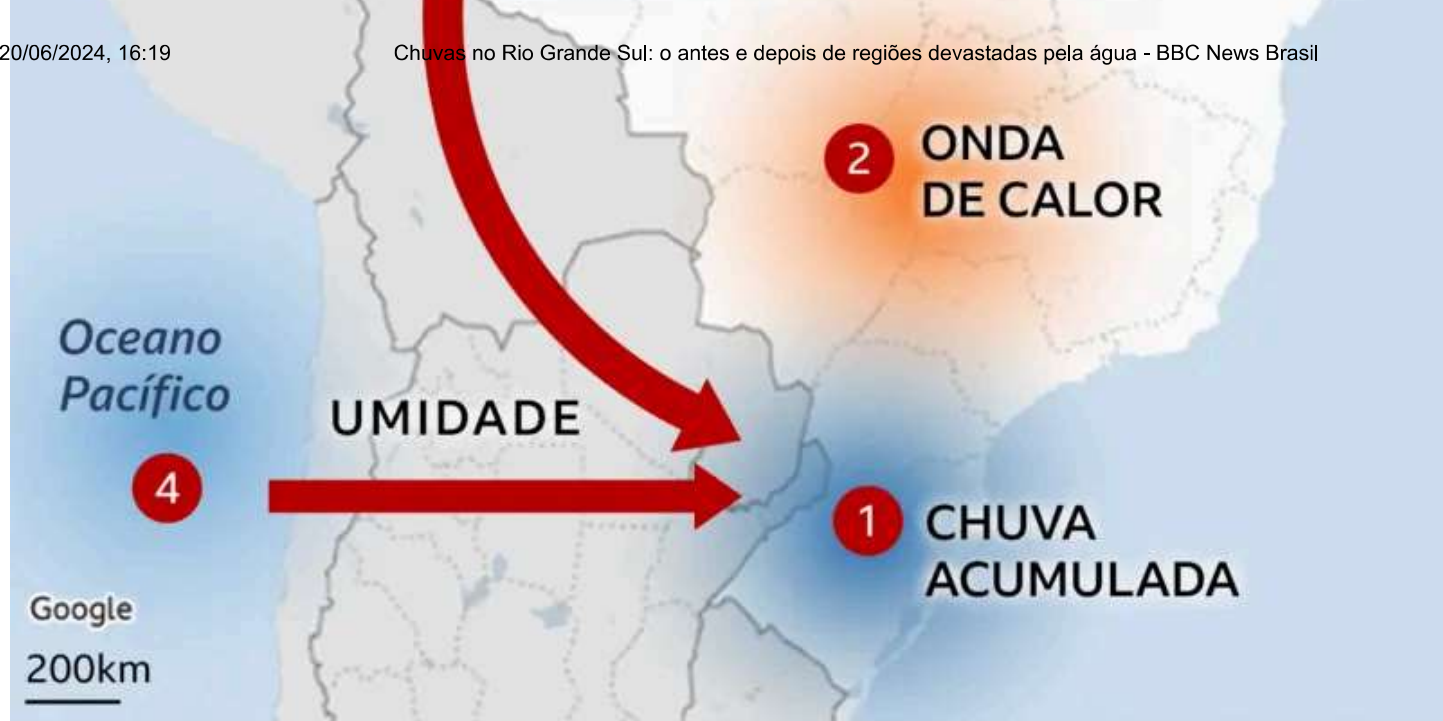 20/06/2024, 16:19
Chuvas no Rio Grande Sul: o antes e depois de regiões devastadas pela água - BBC News Brasil
2
ONDA
DE CALOR
Oceano
Pacífico
UMIDADE
4
1
CHUVA
ACUMULADA
Google
200km